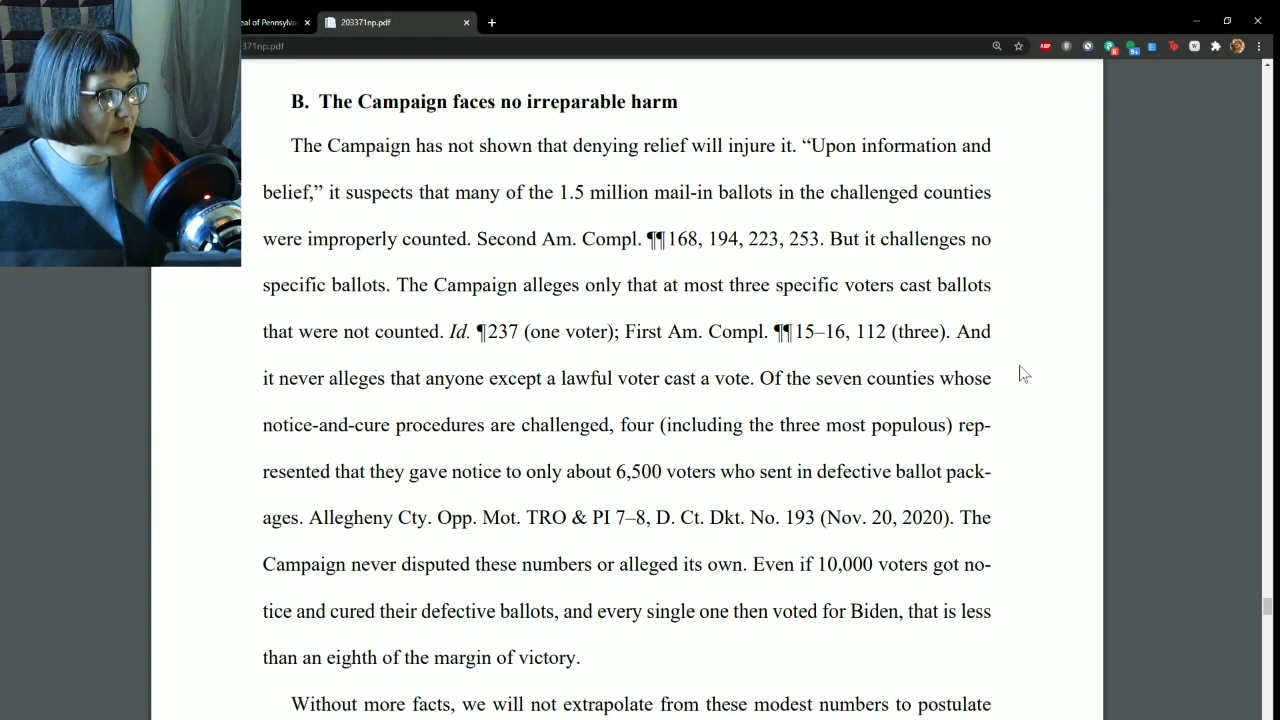 eal of Pennsylva
203371np.pdf
371np.pdf
ABP
6
9+
W
B. The Campaign faces no irreparable harm
The Campaign has not shown that denying relief will injure it. “Upon information and
belief,” it suspects that many of the 1.5 million mail-in ballots in the challenged counties
were improperly counted. Second Am. Compl. ¶¶ 168, 194, 223, 253. But it challenges no
specific ballots. The Campaign alleges only that at most three specific voters cast ballots
that were not counted. Id. ¶ 237 (one voter); First Am. Compl. ¶¶ 15–16, 112 (three). And
it never alleges that anyone except a lawful voter cast a vote. Of the seven counties whose
notice-and-cure procedures are challenged, four (including the three most populous) rep-
resented that they gave notice to only about 6,500 voters who sent in defective ballot pack-
ages. Allegheny Cty. Opp. Mot. TRO & PI 7–8, D. Ct. Dkt. No. 193 (Nov. 20, 2020). The
Campaign never disputed these numbers or alleged its own. Even if 10,000 voters got no-
tice and cured their defective ballots, and every single one then voted for Biden, that is less
than an eighth of the margin of victory.
Without more facts, we will not extrapolate from these modest numbers to postulate